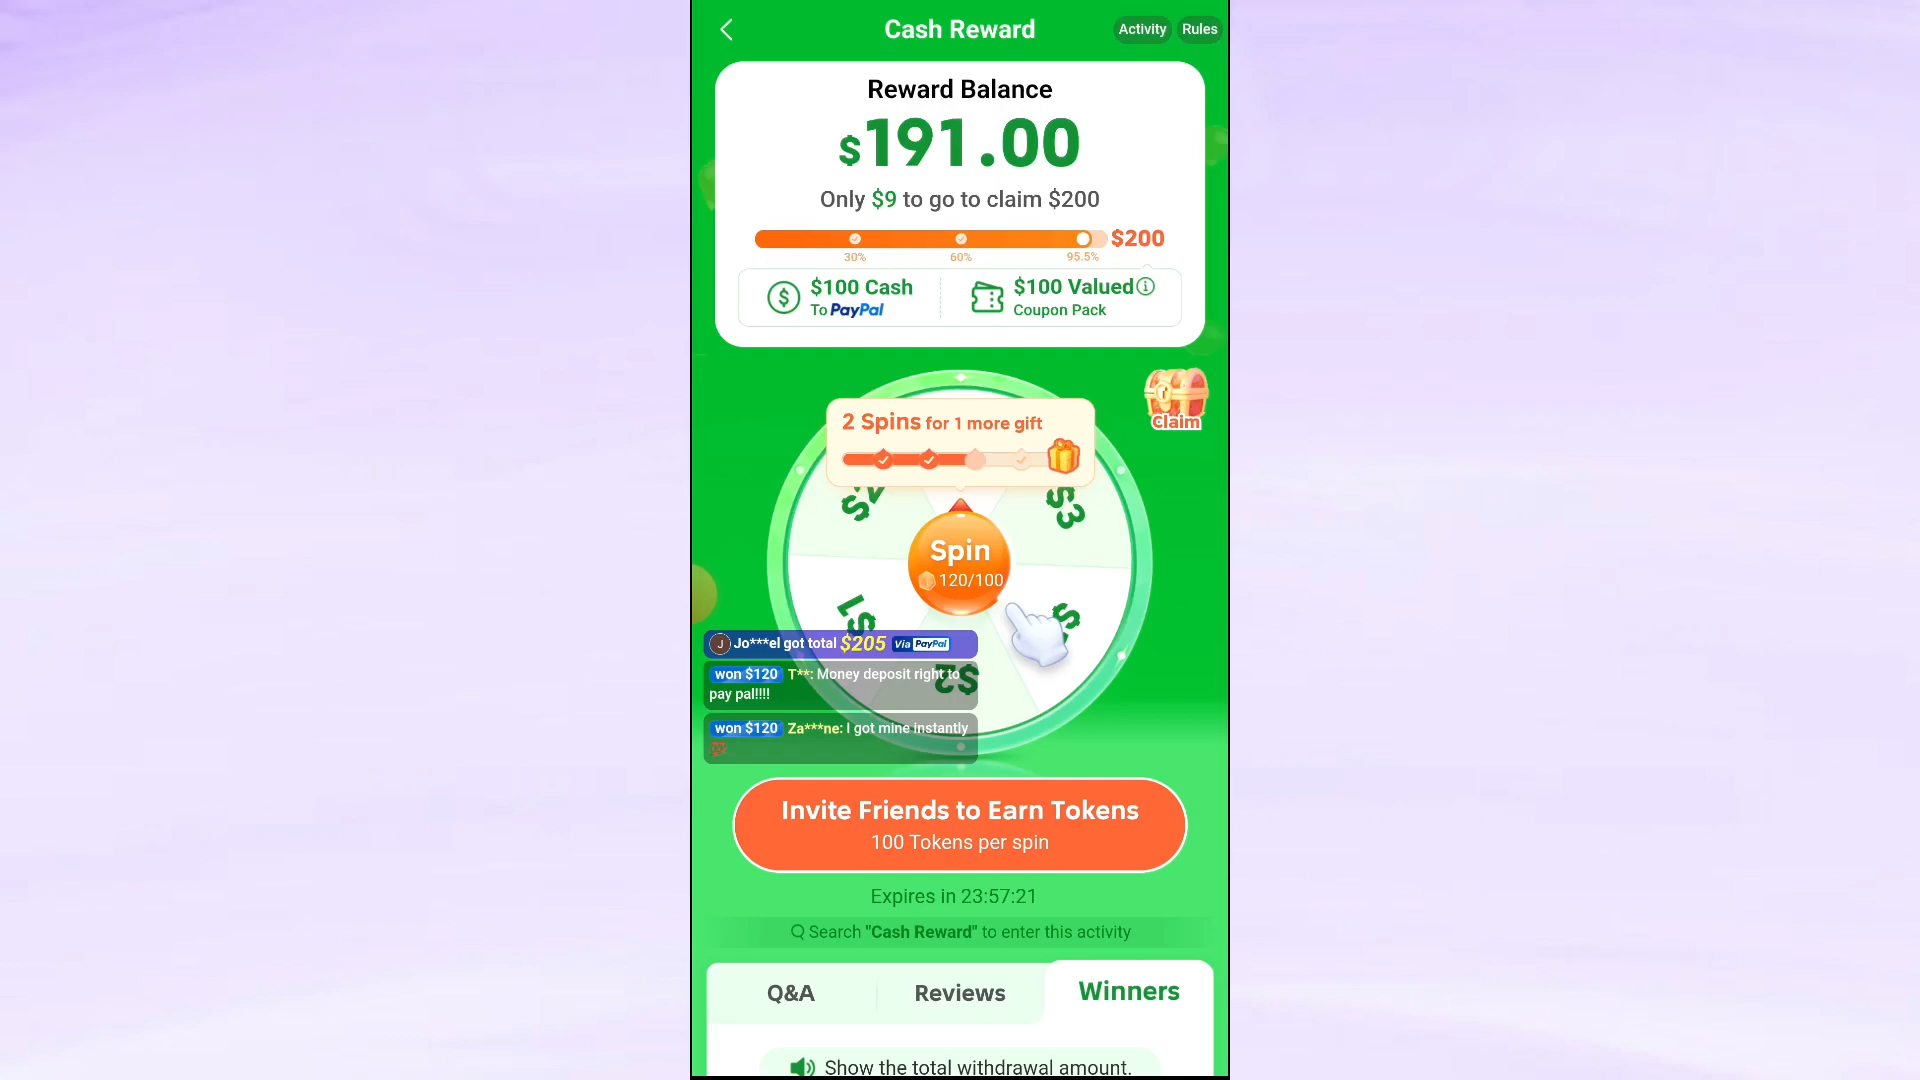 Cash Reward
Activity
Rules
Reward Balance
$191.00
Only $9 to go to claim $200
$200
30%
60%
95.5%
$100 Cash
To PayPal
$100 Valued
Coupon Pack
Claim
2 Spins for 1 more gift
$3
Spin
120/100
$1
$2
Jo***el got total $205 Via PayPal
won $120 T**: Money deposit right to
pay pal!!!!
won $120 Za***ne: I got mine instantly
💯
Invite Friends to Earn Tokens
100 Tokens per spin
Expires in 23:57:21
Search "Cash Reward" to enter this activity
Q&A
Reviews
Winners
Show the total withdrawal amount.